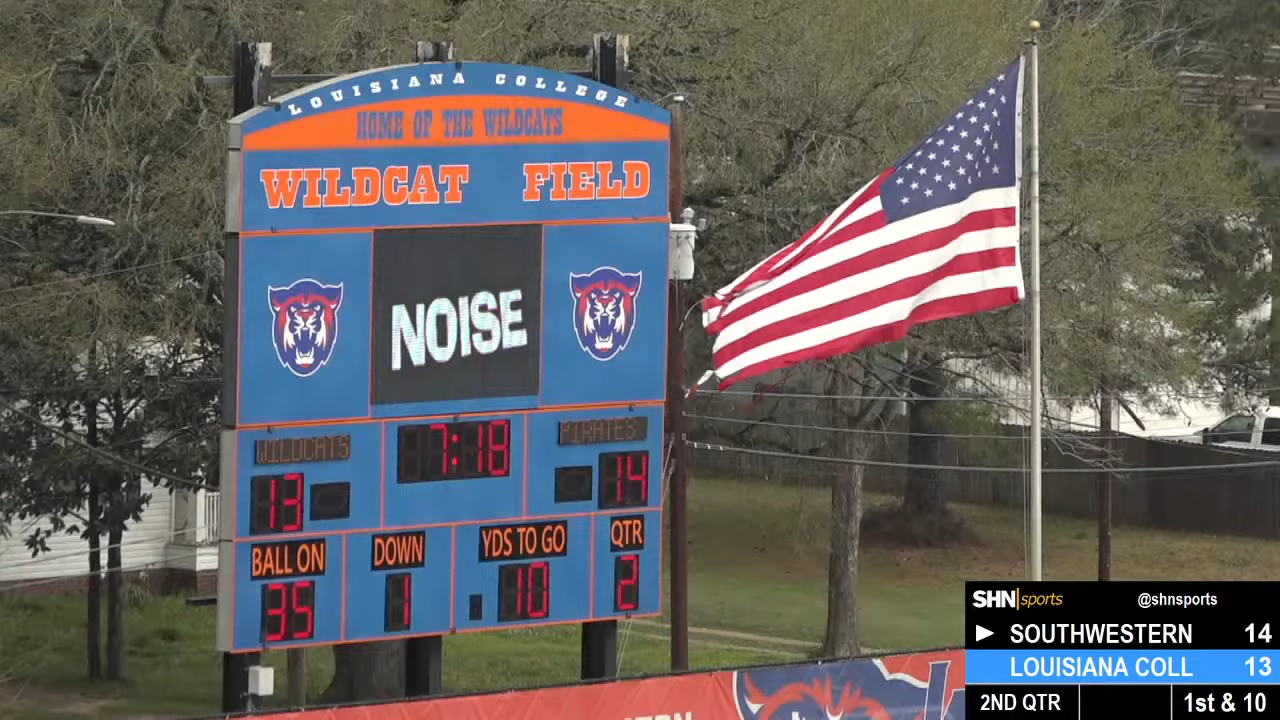 LOUISIANA COLLEGE
HOME OF THE WILDCATS
WILDCAT FIELD
NOISE
WILDCATS 7:18 PIRATES
13 14
BALL ON DOWN YDS TO GO QTR
35 1 10 2
SHN sports @shnsports
SOUTHWESTERN 14
LOUISIANA COLL 13
2ND QTR 1st & 10